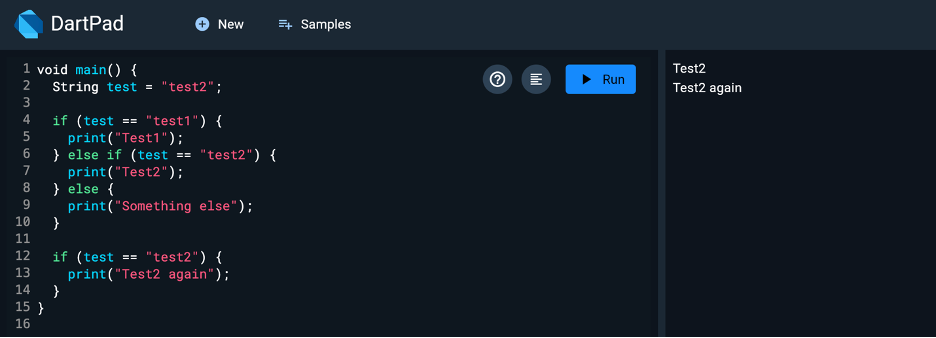 DartPad New Samples
1 void main() {
2   String test = "test2";
3
4   if (test == "test1") {
5     print("Test1");
6   } else if (test == "test2") {
7     print("Test2");
8   } else {
9     print("Something else");
10   }
11
12   if (test == "test2") {
13     print("Test2 again");
14   }
15 }
16
Run
Test2
Test2 again